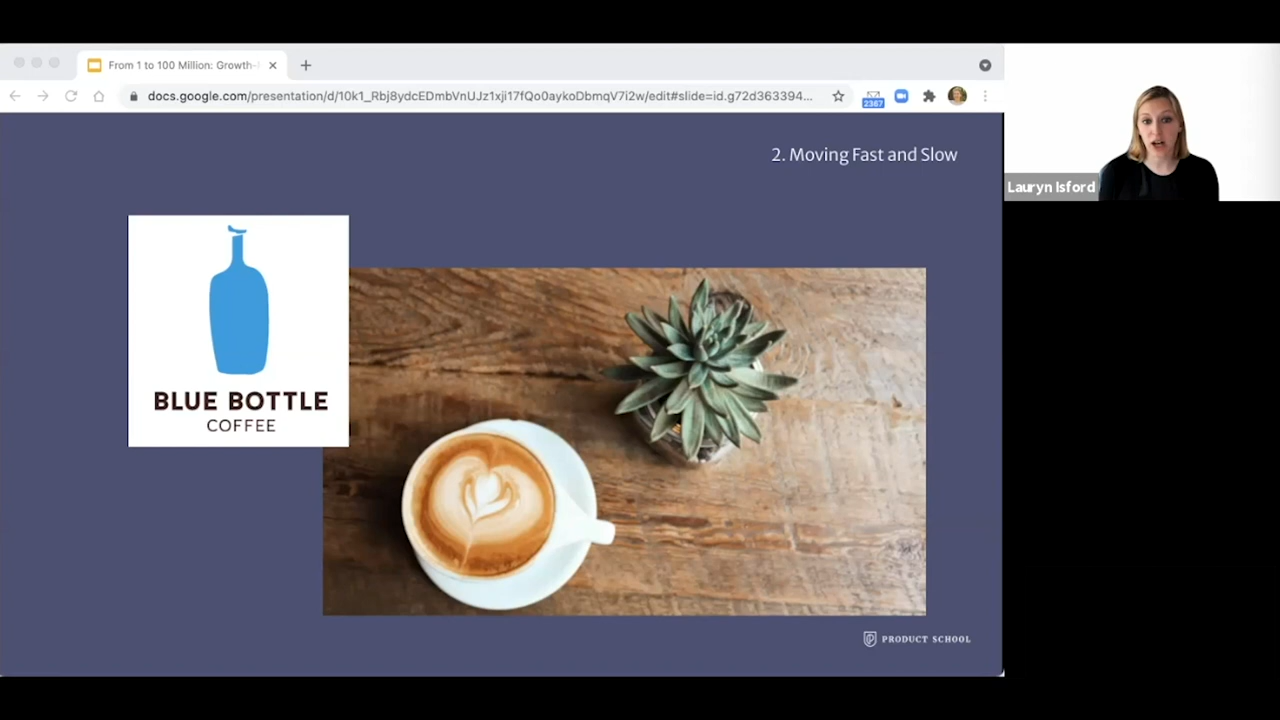 From 1 to 100 Million: Growth-
docs.google.com/presentation/d/10k1_Rbj8ydcEDmbVnUJz1xji17fQo0aykoDbmqV7i2w/edit#slide=id.g72d363394...
2367
2. Moving Fast and Slow
Lauryn Isford
BLUE BOTTLE
COFFEE
PRODUCT SCHOOL